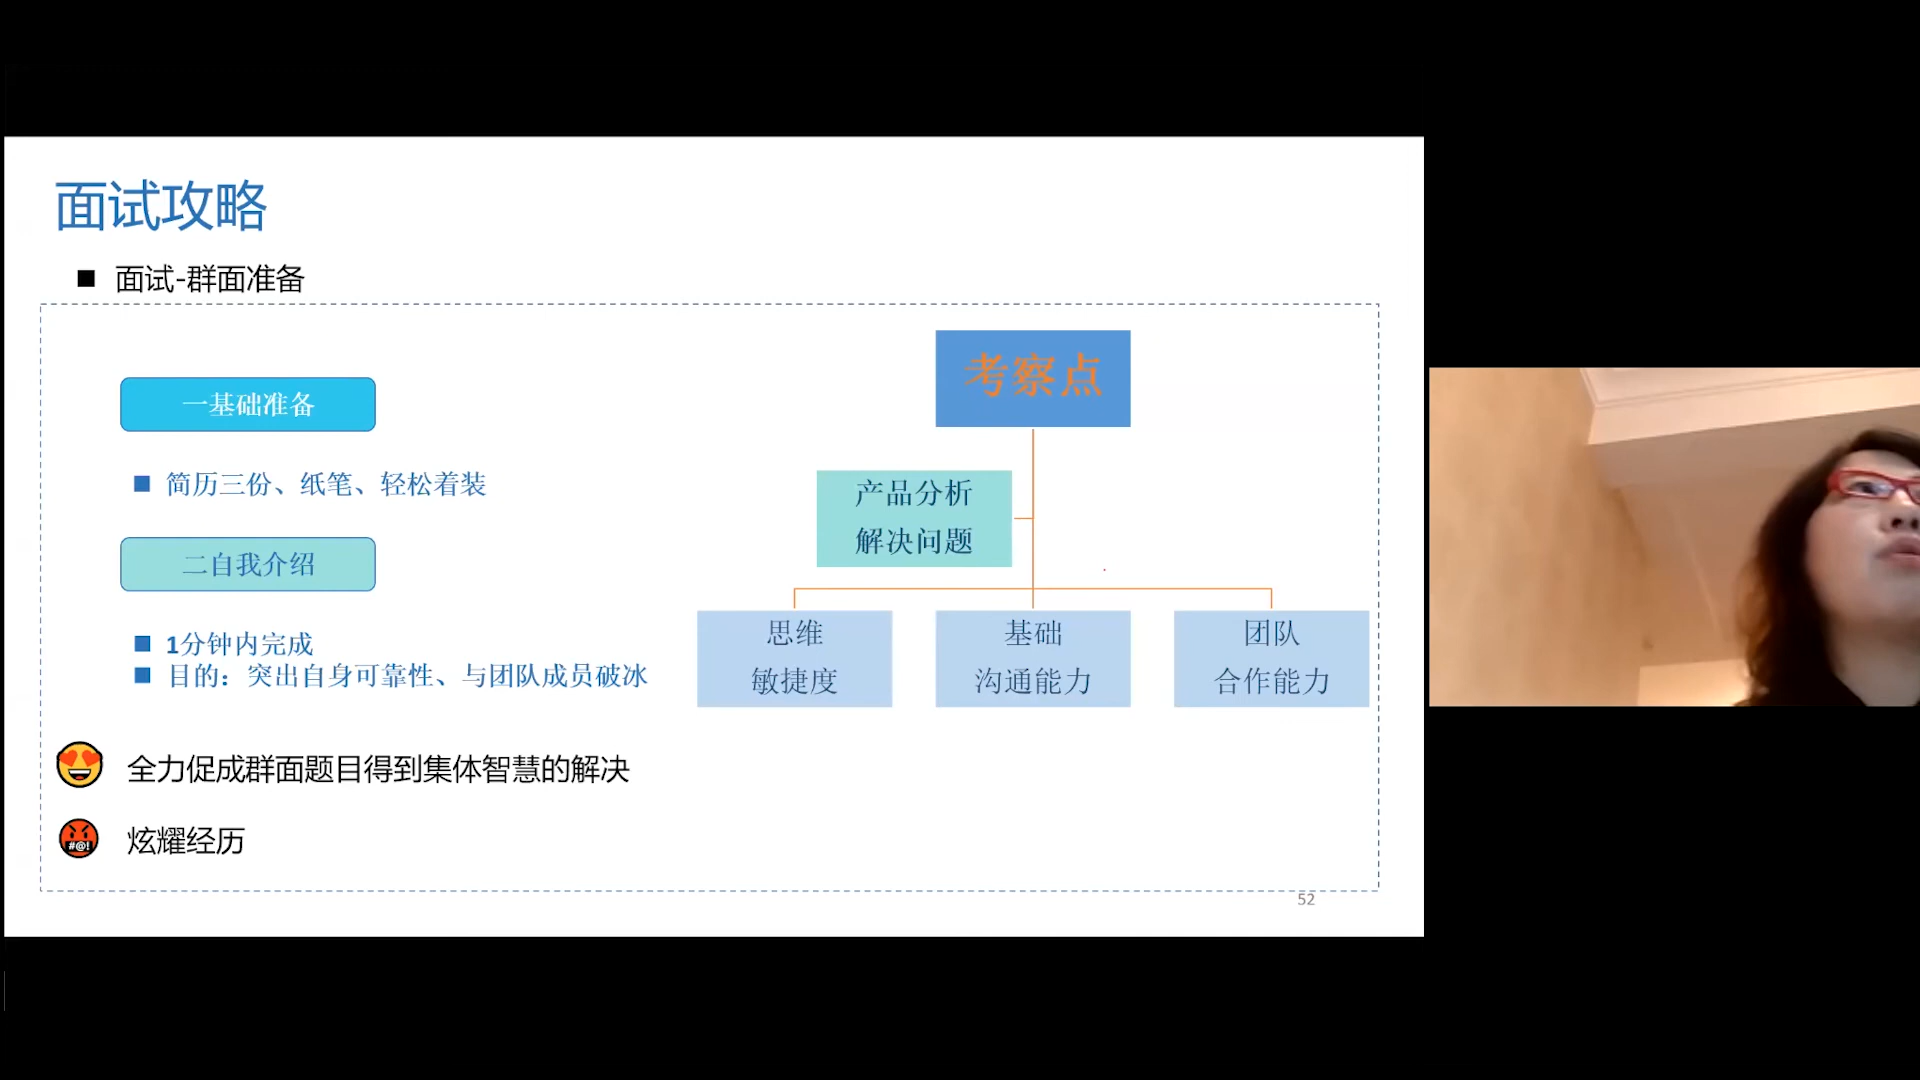 面试攻略
■ 面试-群面准备
一基础准备
■ 简历三份、纸笔、轻松着装
二自我介绍
■ 1分钟内完成
■ 目的：突出自身可靠性、与团队成员破冰
全力促成群面题目得到集体智慧的解决
#@!
炫耀经历
考察点
产品分析
解决问题
思维
敏捷度
基础
沟通能力
团队
合作能力
52